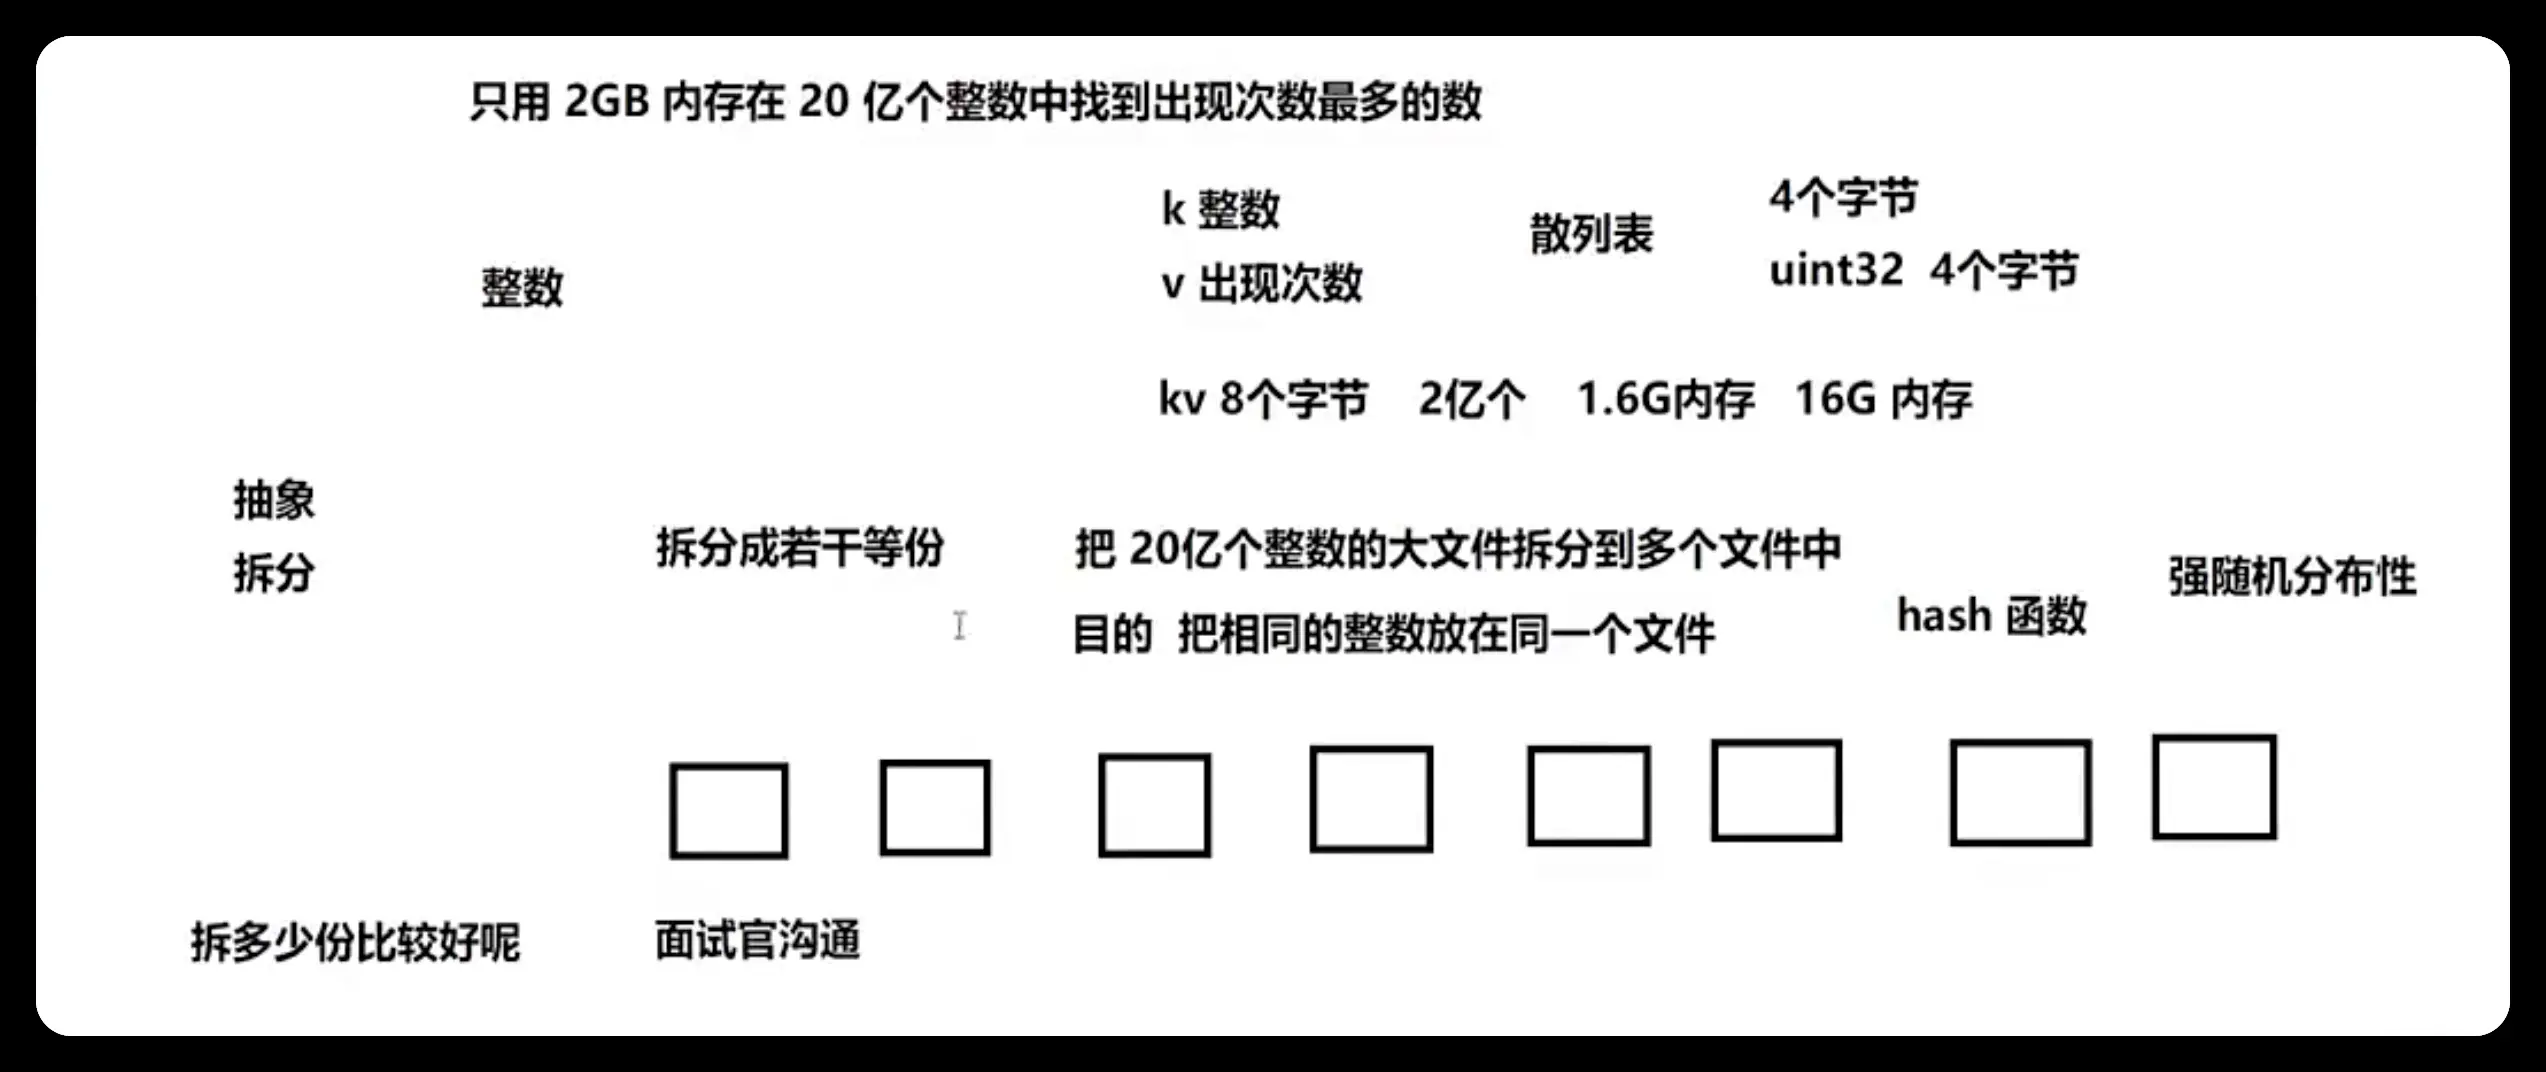 只用 2GB 内存在 20 亿个整数中找到出现次数最多的数
k 整数
v 出现次数
散列表
4个字节
uint32 4个字节
整数
kv 8个字节 2亿个 1.6G内存 16G 内存
抽象
拆分
拆分成若干等份
把 20亿个整数的大文件拆分到多个文件中
目的 把相同的整数放在同一个文件
hash 函数
强随机分布性
拆多少份比较好呢
面试官沟通